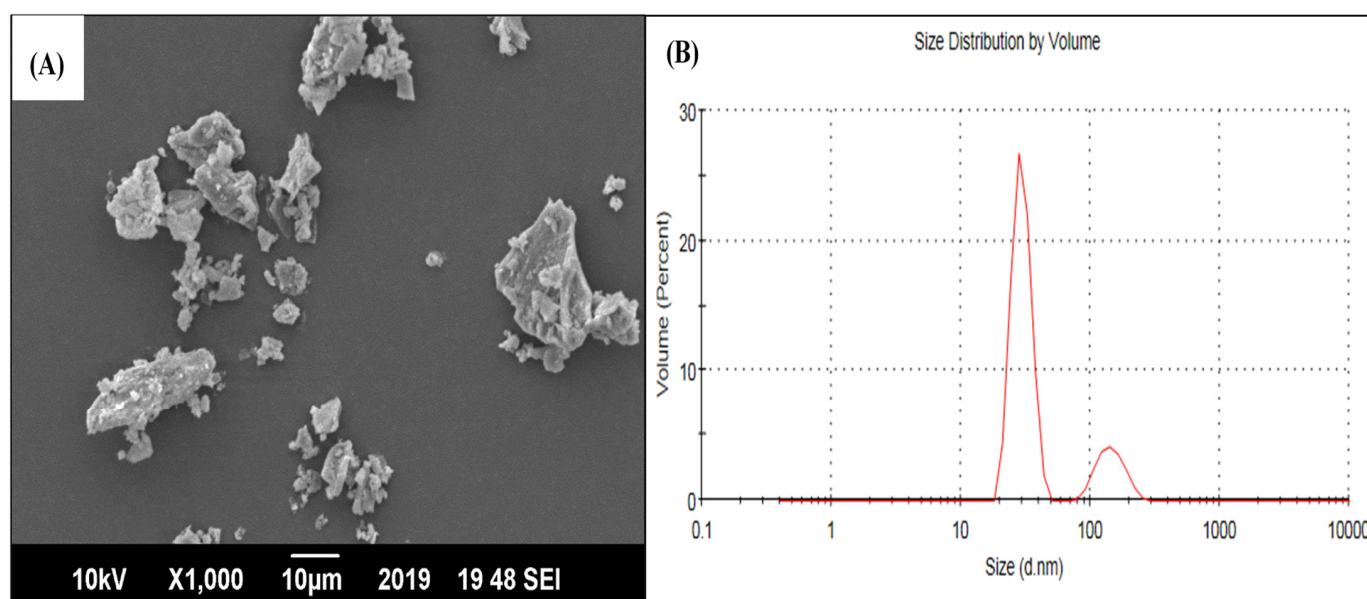 (A)
10kV X1,000 10µm 2019 19 48 SEI
(B)
Size Distribution by Volume
Volume (Percent)
30
20
10
0
0.1 1 10 100 1000 10000
Size (d.nm)